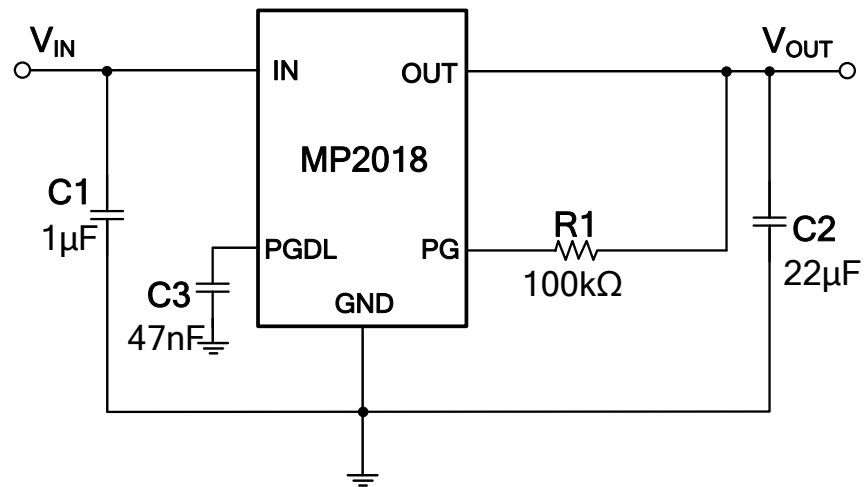 VIN
VOUT
IN
OUT
MP2018
C1
1μF
PGDL
PG
R1
100kΩ
C2
22μF
C3
47nF
GND